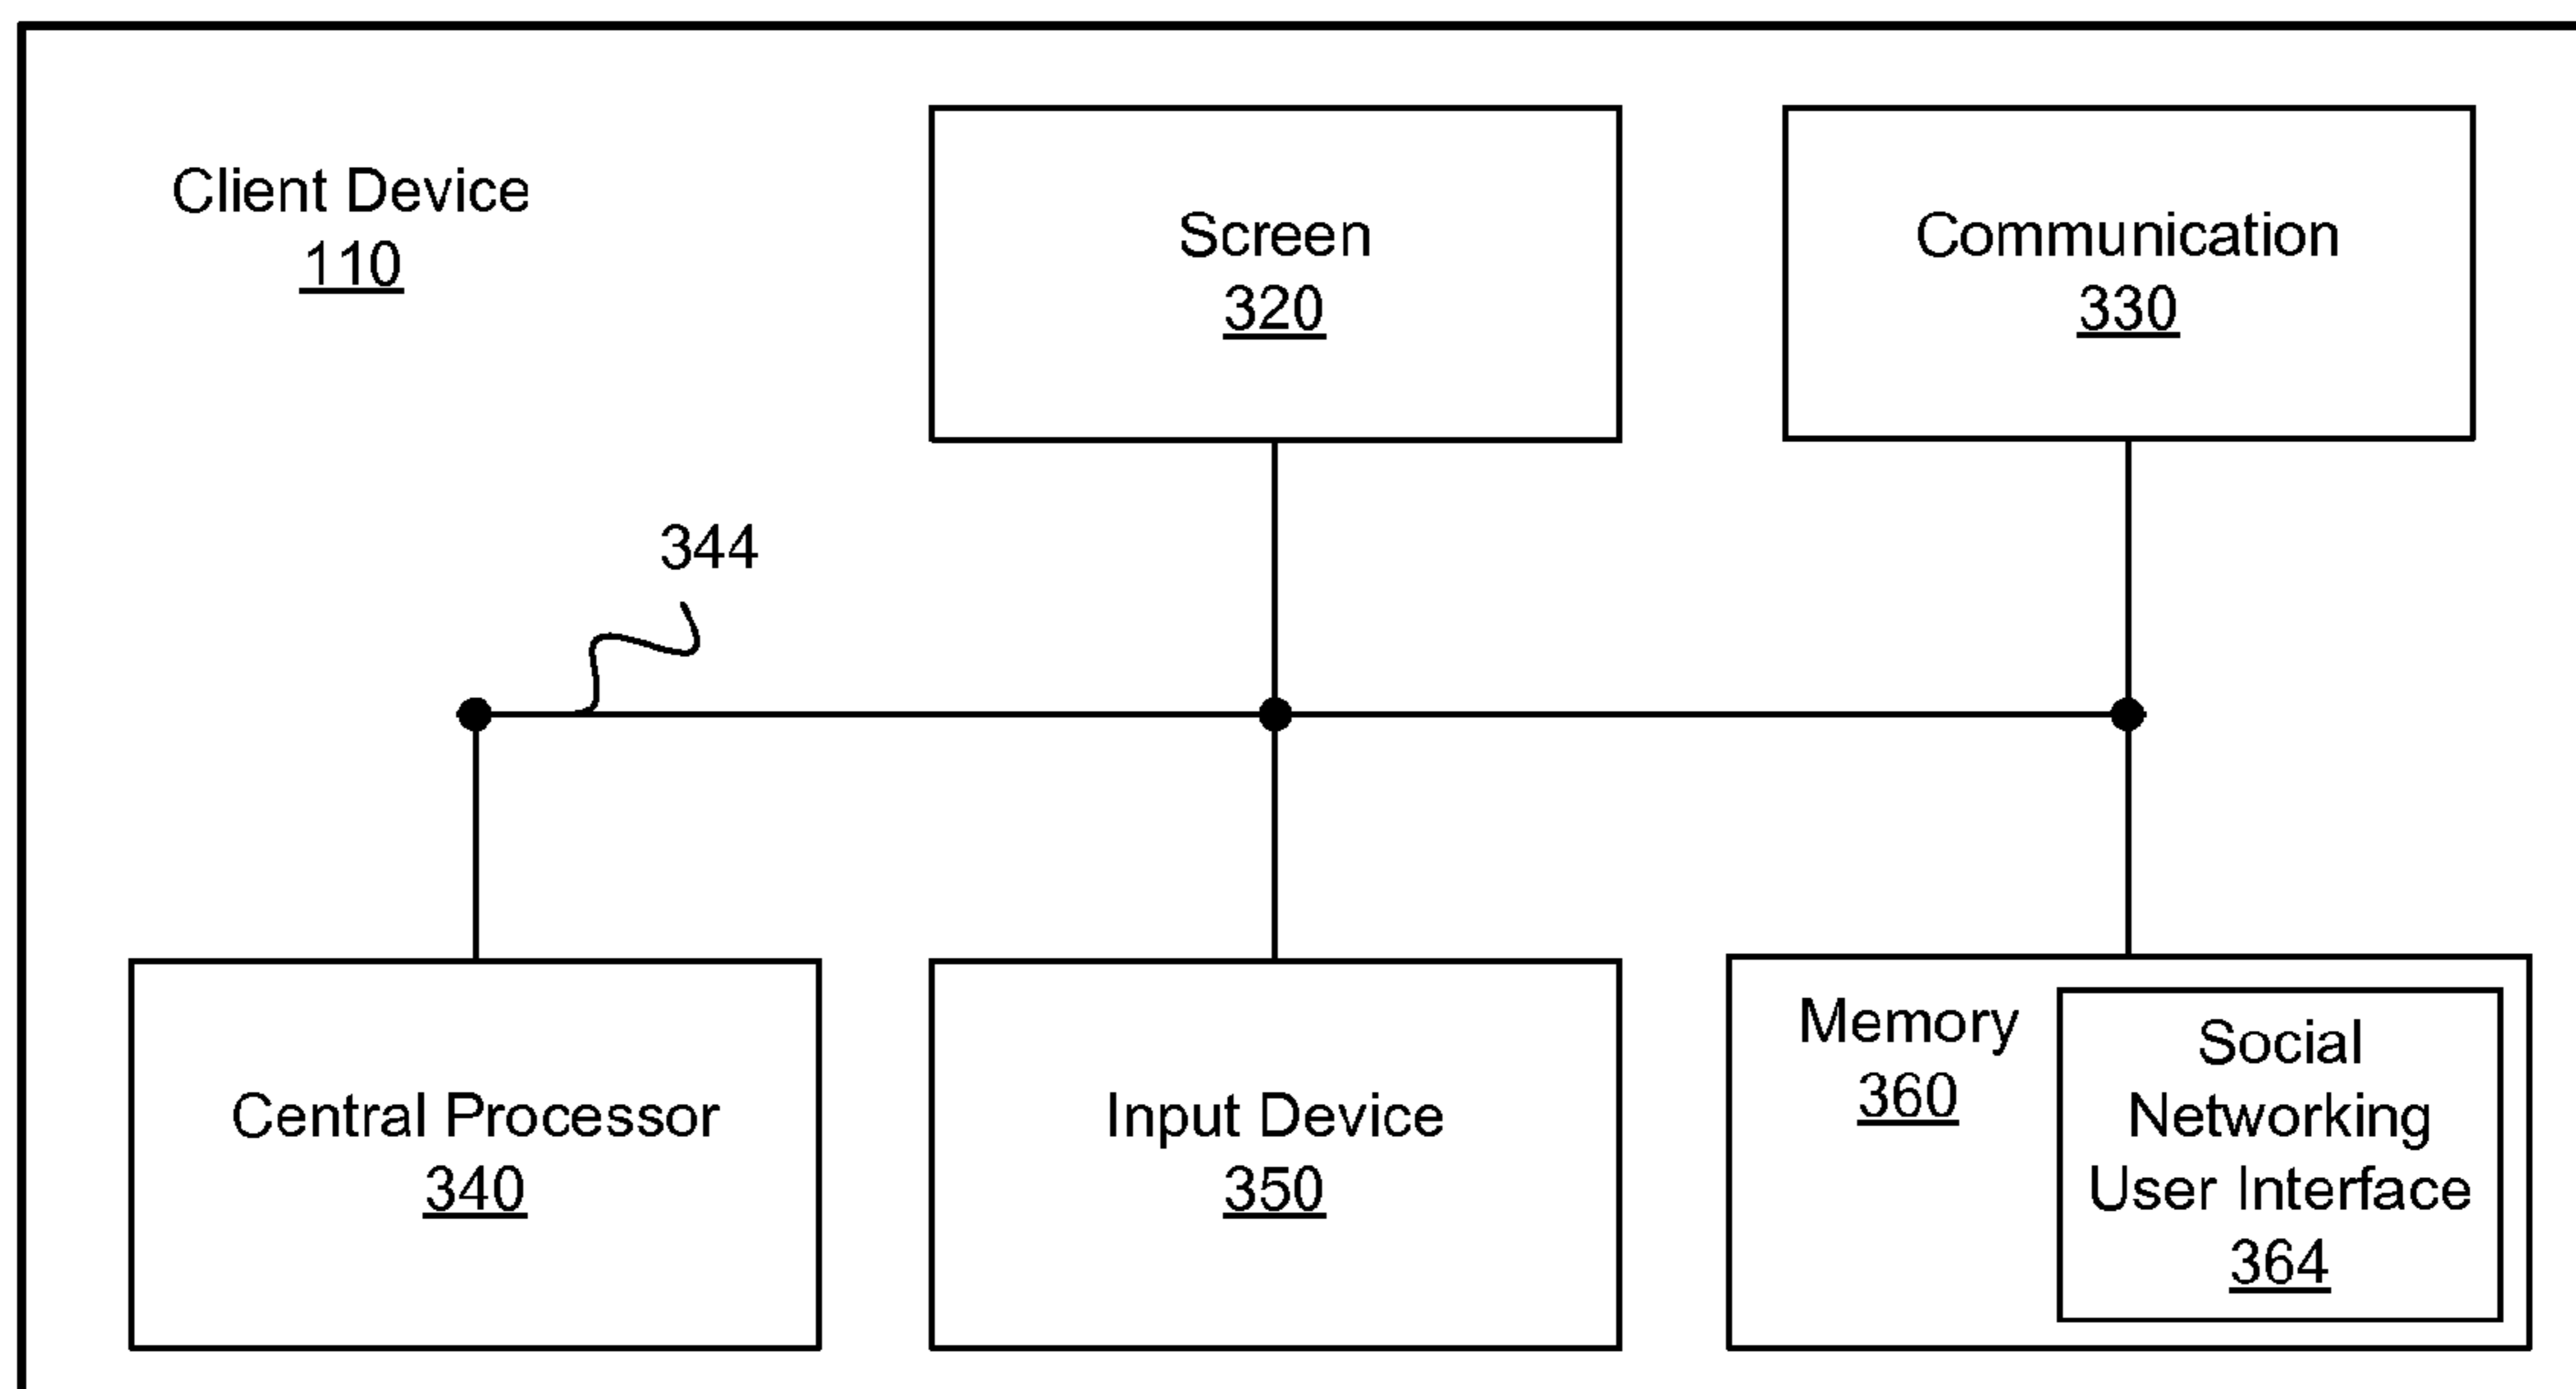 Client Device
110
Screen
320
Communication
330
344
Central Processor
340
Input Device
350
Memory
360
Social
Networking
User Interface
364